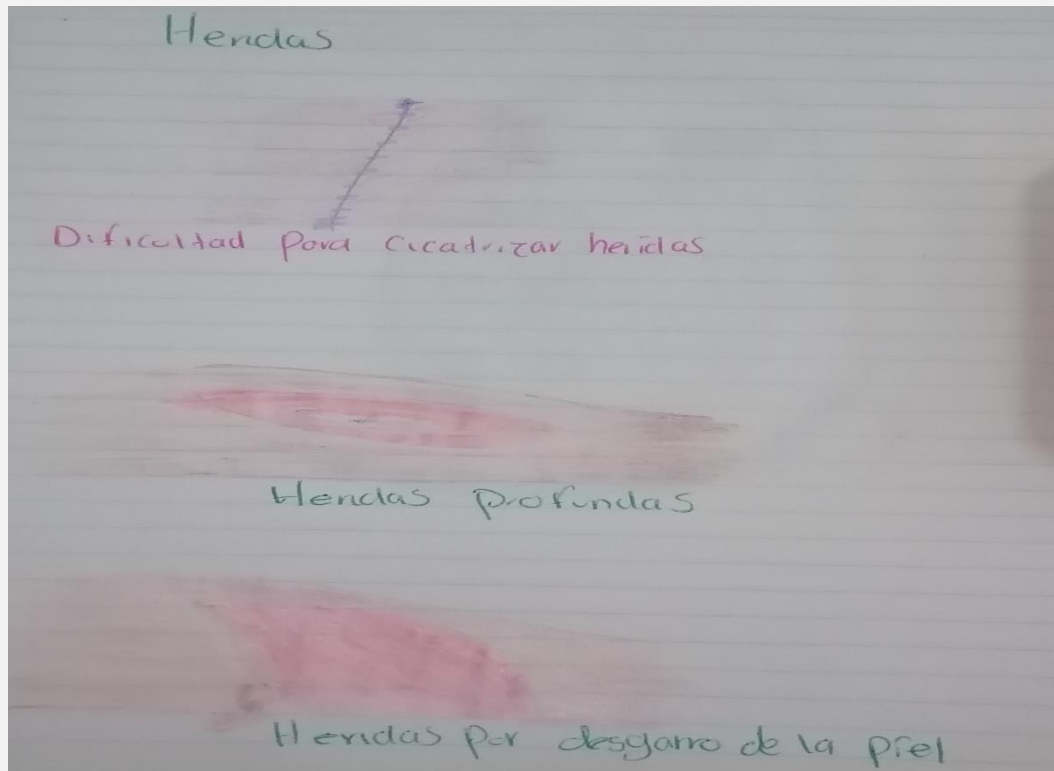 Heridas
Dificultad para cicatrizar heridas
Heridas profundas
Heridas por desgarro de la piel